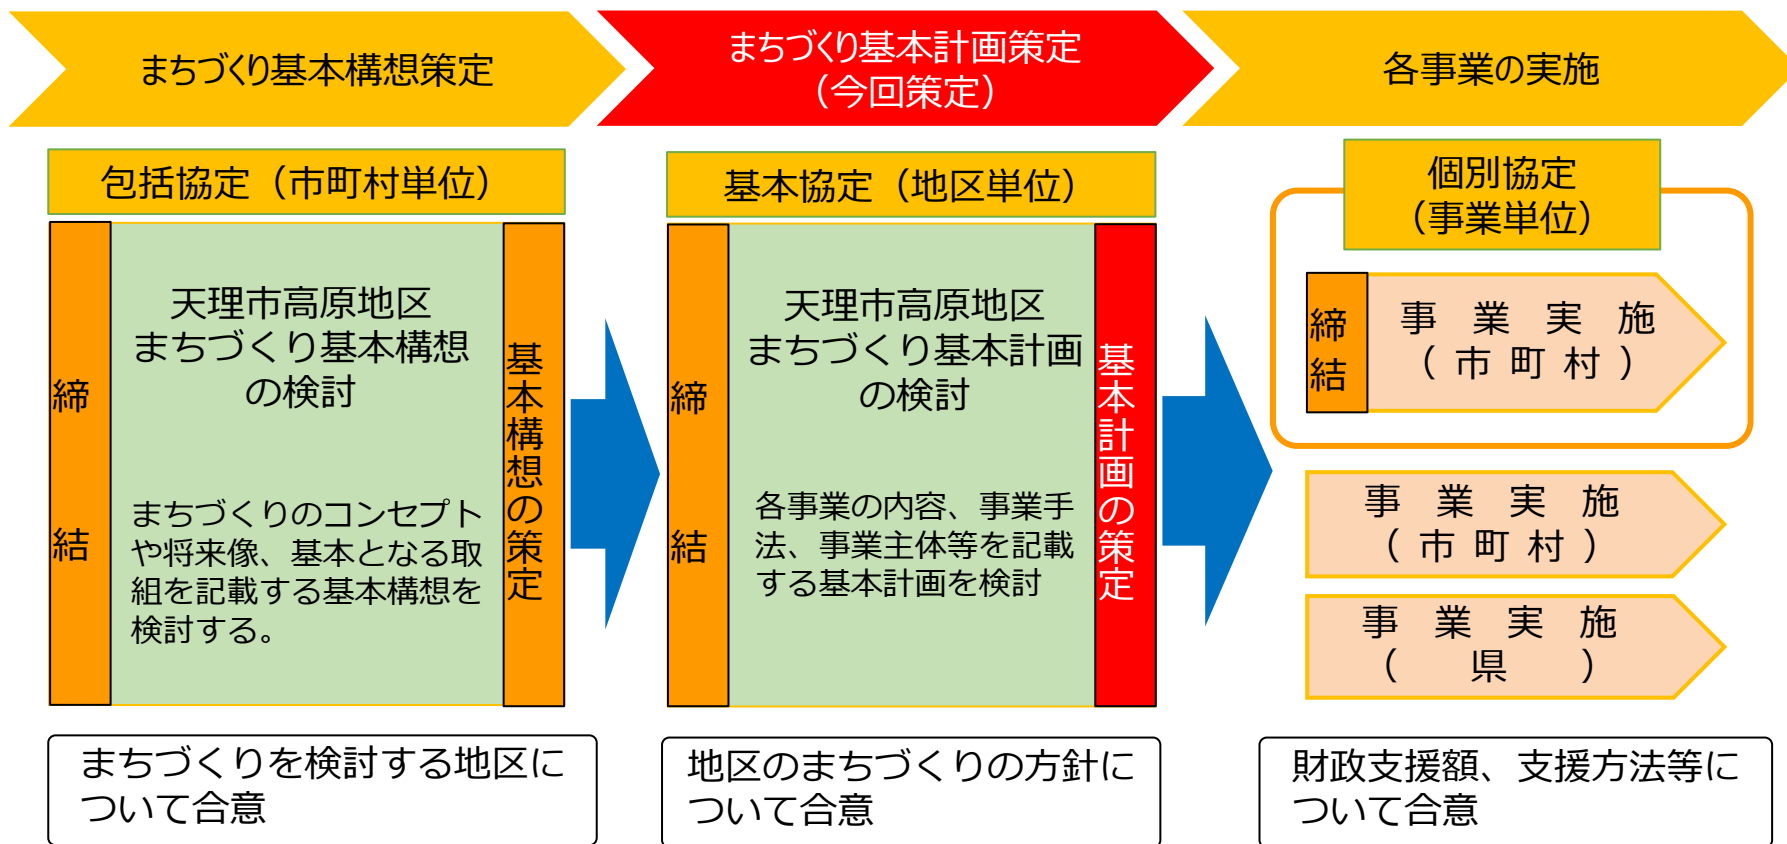 まちづくり基本構想策定
まちづくり基本計画策定
（今回策定）
各事業の実施
包括協定（市町村単位）
締結
天理市高原地区
まちづくり基本構想
の検討
まちづくりのコンセプト
や将来像、基本となる取
組を記載する基本構想を
検討する。
基本構想の策定
まちづくりを検討する地区に
ついて合意
基本協定（地区単位）
締結
天理市高原地区
まちづくり基本計画
の検討
各事業の内容、事業手
法、事業主体等を記載
する基本計画を検討
基本計画の策定
地区のまちづくりの方針に
ついて合意
個別協定
（事業単位）
締結
事業実施
（市町村）
事業実施
（市町村）
事業実施
（県）
財政支援額、支援方法等に
ついて合意